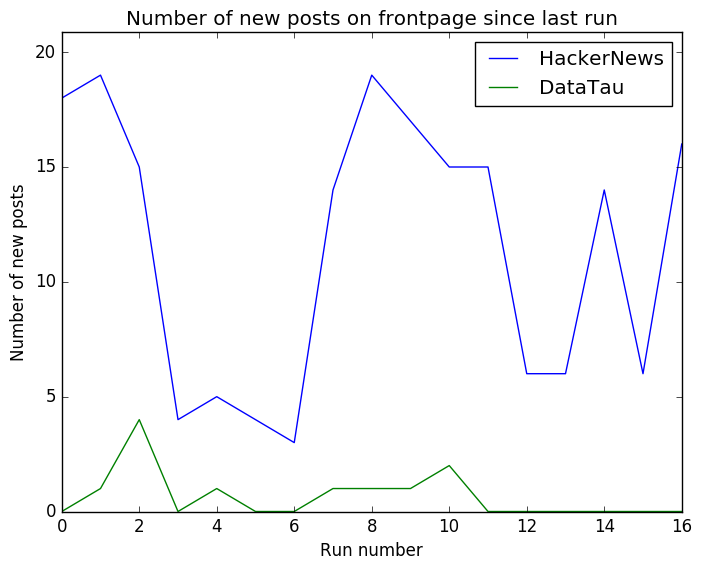 Number of new posts on frontpage since last run
HackerNews
DataTau
20
15
10
5
0
Number of new posts
0 2 4 6 8 10 12 14 16
Run number